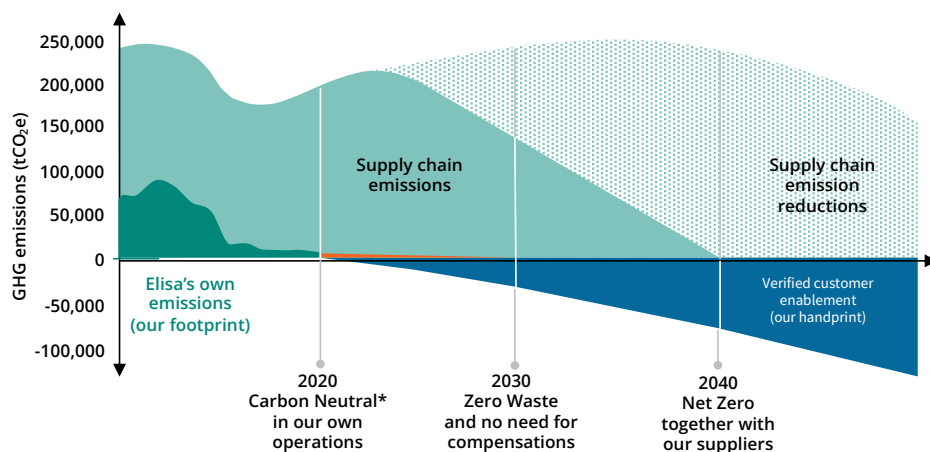 GHG emissions (tCO₂e)
250,000
200,000
150,000
100,000
50,000
0
-50,000
-100,000
Supply chain
emissions
Supply chain
emission
reductions
Elisa’s own
emissions
(our footprint)
Verified customer
enablement
(our handprint)
2020
Carbon Neutral*
in our own
operations
2030
Zero Waste
and no need for
compensations
2040
Net Zero
together with
our suppliers